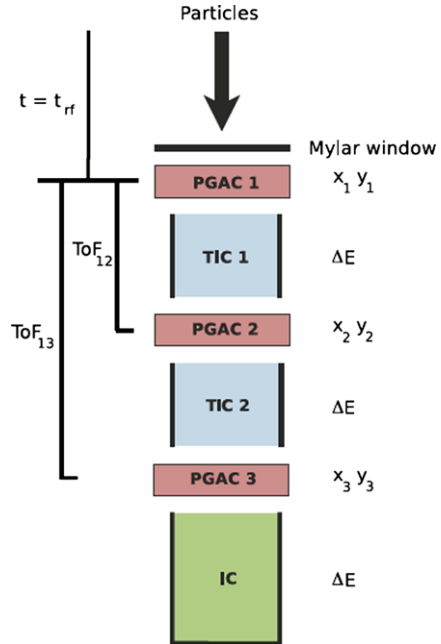 Particles
t = t_rf
Mylar window
PGAC 1
x_1 y_1
ToF_12
TIC 1
ΔE
ToF_13
PGAC 2
x_2 y_2
TIC 2
ΔE
PGAC 3
x_3 y_3
IC
ΔE